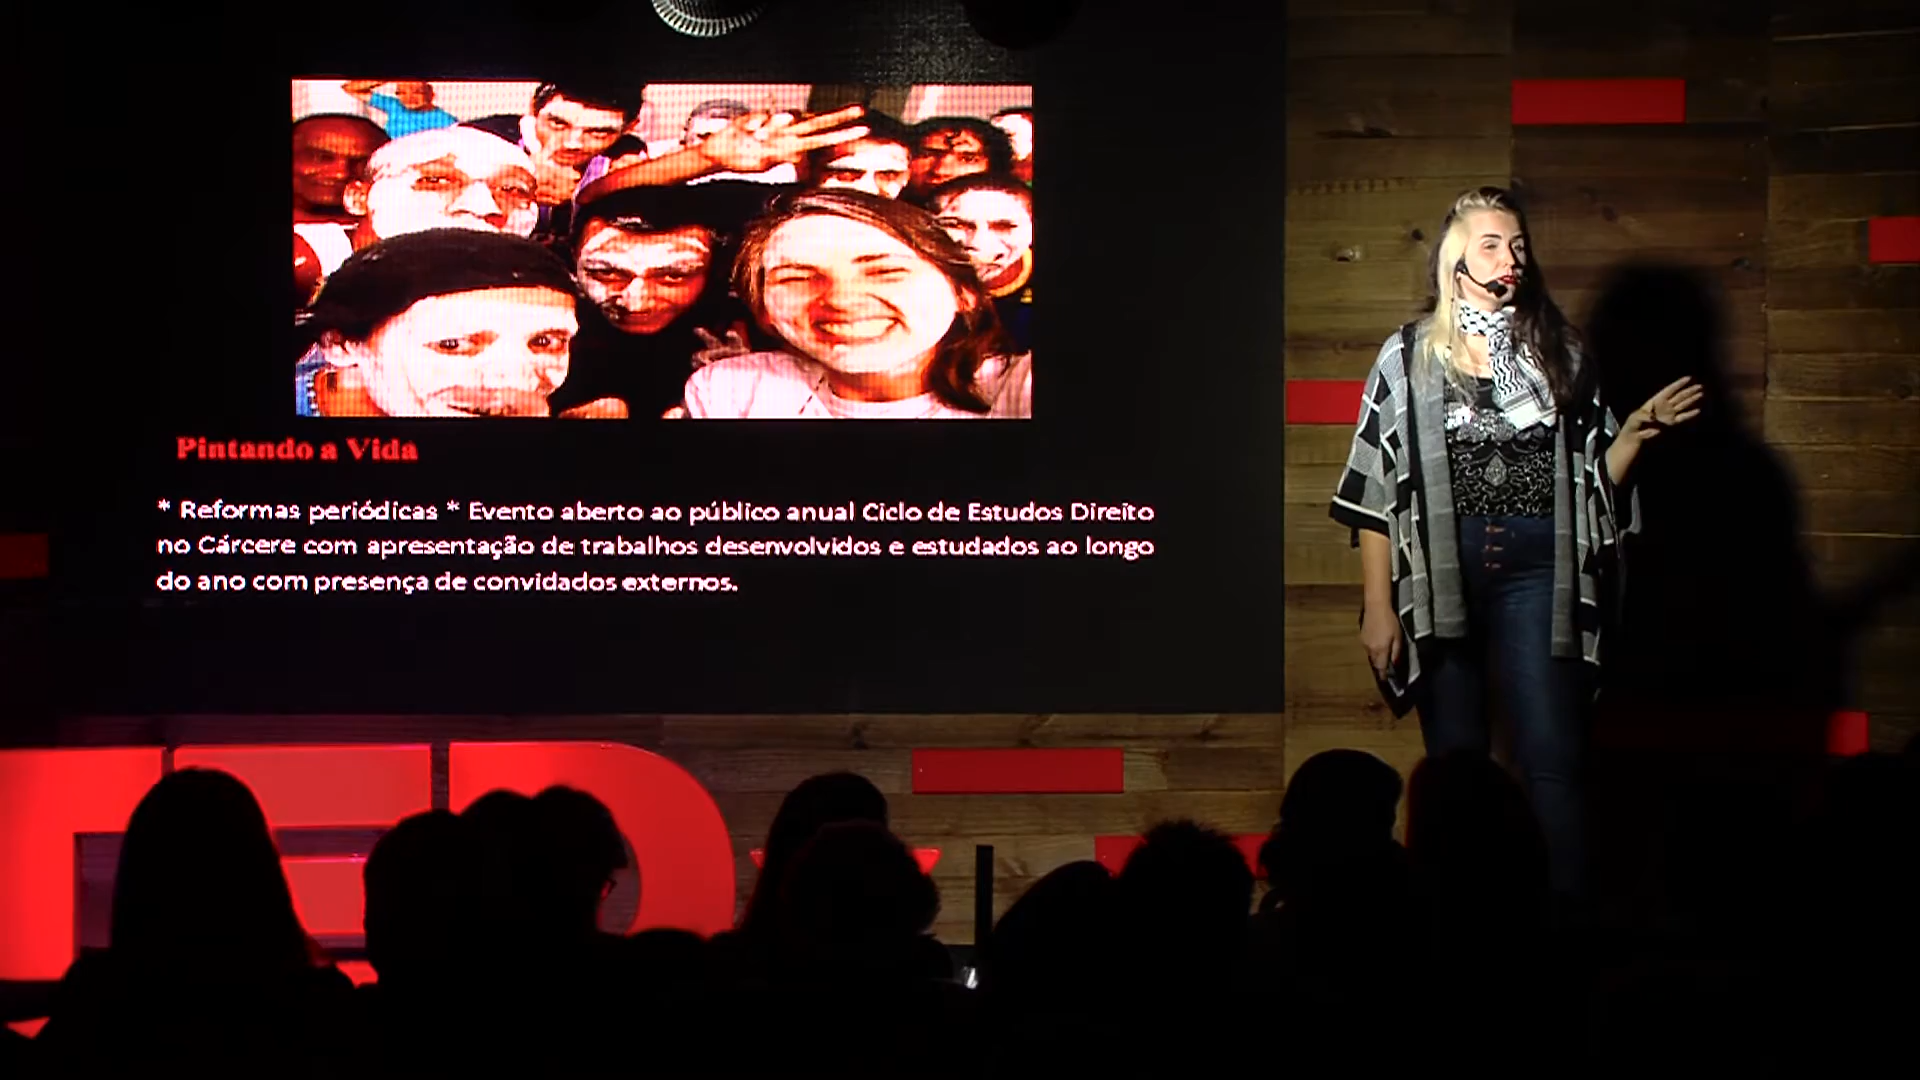 Pintando a Vida
* Reformas periódicas * Evento aberto ao público anual Ciclo de Estudos Direito
no Cárcere com apresentação de trabalhos desenvolvidos e estudados ao longo
do ano com presença de convidados externos.
TED